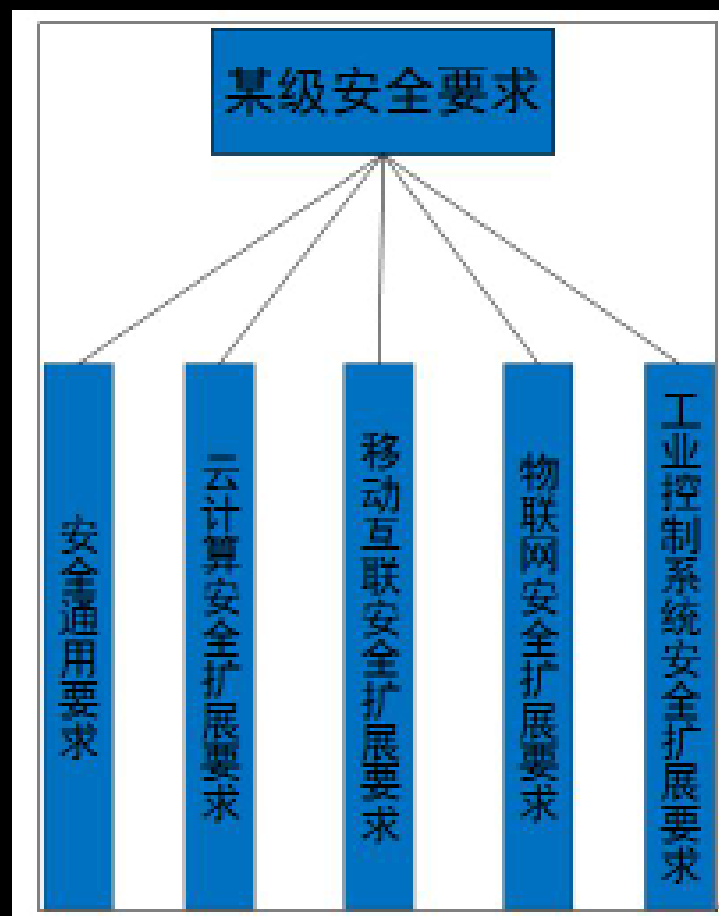 某级安全要求
安全通用要求
云计算安全扩展要求
移动互联安全扩展要求
物联网安全扩展要求
工业控制系统安全扩展要求